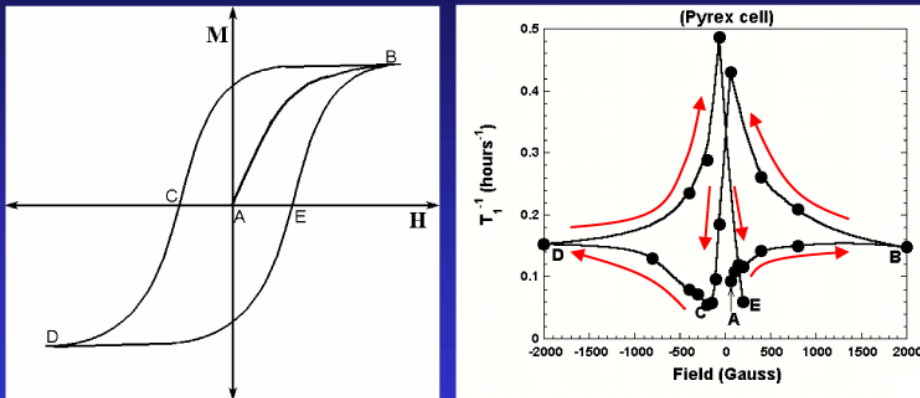 M
B
C
A
E
H
D
(Pyrex cell)
T₁⁻¹ (hours⁻¹)
0.5
0.4
0.3
0.2
0.1
0
D
B
C
E
A
-2000 -1500 -1000 -500 0 500 1000 1500 2000
Field (Gauss)